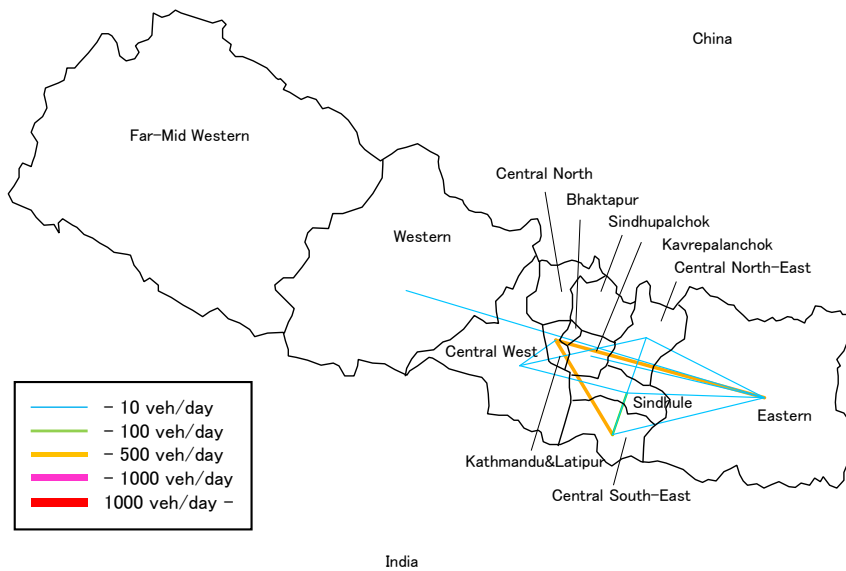 China
Far-Mid Western
Central North
Bhaktapur
Sindhupalchok
Western
Kavrepalanchok
Central North-East
Central West
Sindhule
Eastern
Kathmandu&Latipur
Central South-East
- 10 veh/day
- 100 veh/day
- 500 veh/day
- 1000 veh/day
1000 veh/day -
India